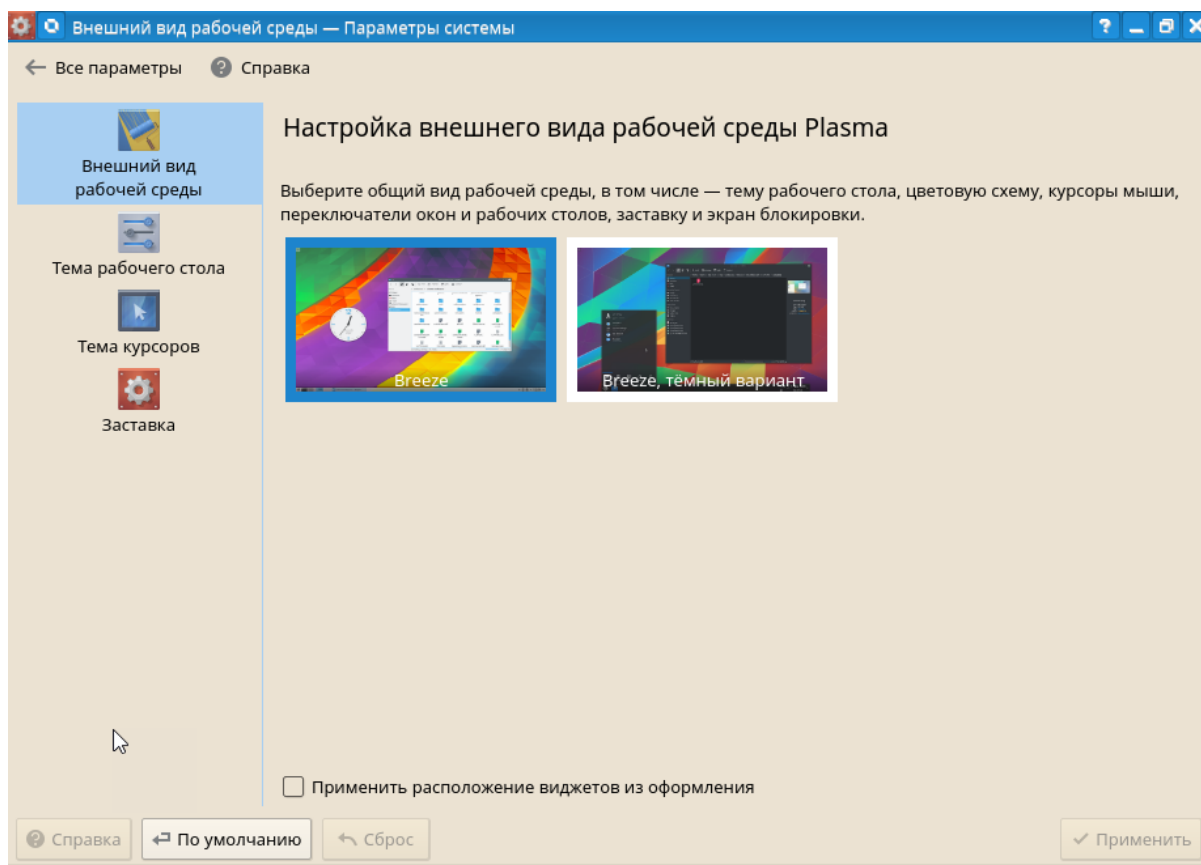 Внешний вид рабочей среды — Параметры системы
Все параметры
Справка
Внешний вид
рабочей среды
Тема рабочего стола
Тема курсоров
Заставка
Настройка внешнего вида рабочей среды Plasma
Выберите общий вид рабочей среды, в том числе — тему рабочего стола, цветовую схему, курсоры мыши,
переключатели окон и рабочих столов, заставку и экран блокировки.
Breeze
Breeze, тёмный вариант
Применить расположение виджетов из оформления
Справка
По умолчанию
Сброс
Применить